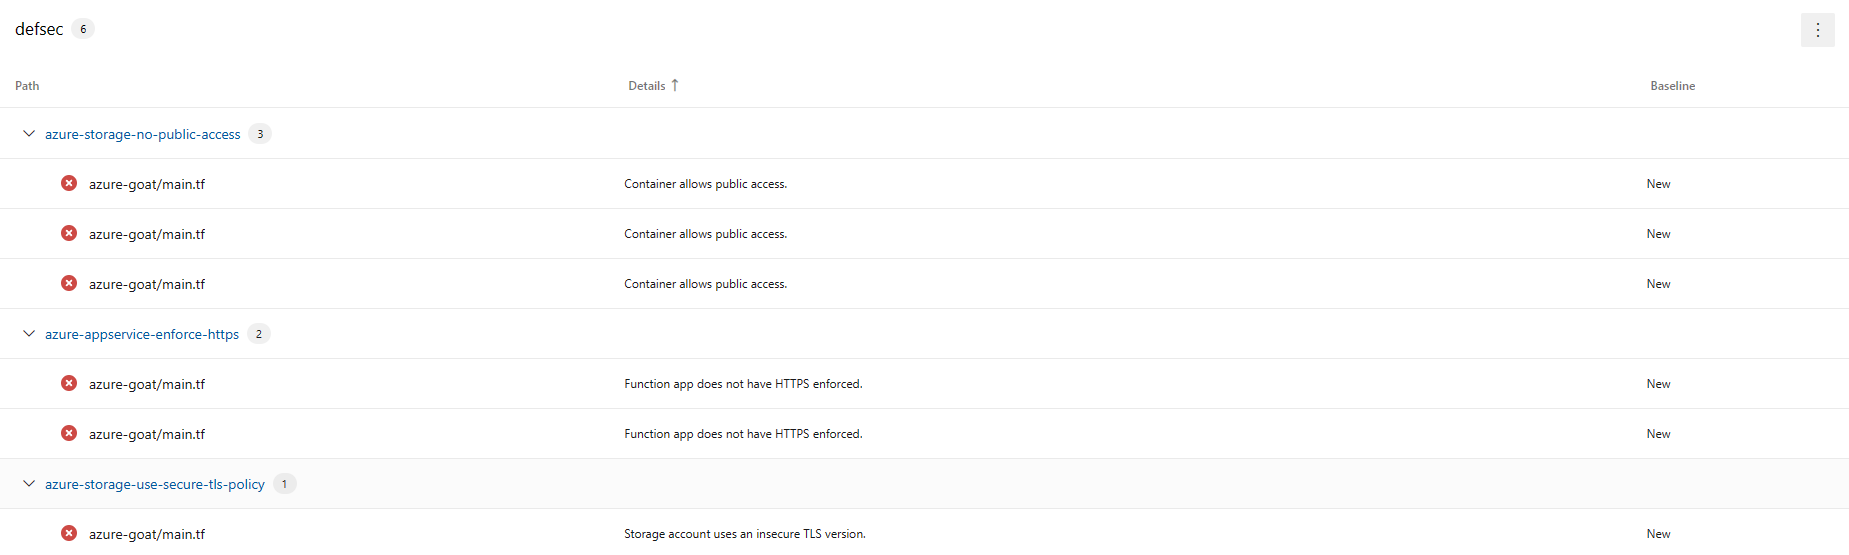 defsec 6
Path Details ↑ Baseline
azure-storage-no-public-access 3
azure-goat/main.tf Container allows public access. New
azure-goat/main.tf Container allows public access. New
azure-goat/main.tf Container allows public access. New
azure-appservice-enforce-https 2
azure-goat/main.tf Function app does not have HTTPS enforced. New
azure-goat/main.tf Function app does not have HTTPS enforced. New
azure-storage-use-secure-tls-policy 1
azure-goat/main.tf Storage account uses an insecure TLS version. New